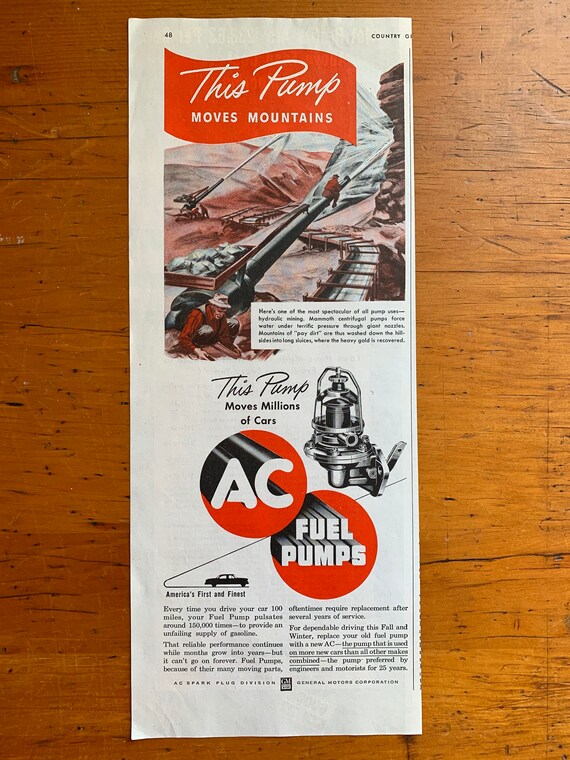 48
COUNTRY
This Pump
MOVES MOUNTAINS
Here's one of the most spectacular of all pump uses—
hydraulic mining. Mammoth centrifugal pumps force
water under terrific pressure through giant nozzles.
Mountains of "pay dirt" are thus washed down the hill-
sides into long sluices, where the heavy gold is recovered.
This Pump
Moves Millions
of Cars
AC
FUEL
PUMPS
America's First and Finest
Every time you drive your car 100
miles, your Fuel Pump pulsates
around 150,000 times—to provide an
unfailing supply of gasoline.
That reliable performance continues
while months grow into years—but
it can't go on forever. Fuel Pumps,
because of their many moving parts,
oftentimes require replacement after
several years of service.
For dependable driving this Fall and
Winter, replace your old fuel pump
with a new AC—the pump that is used
on more new cars than all other makes
combined—the pump preferred by
engineers and motorists for 25 years.
AC SPARK PLUG DIVISION GM GENERAL MOTORS CORPORATION